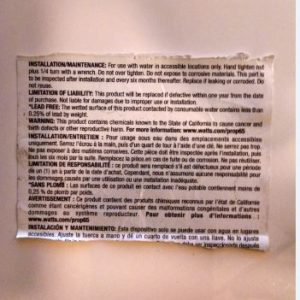 INSTALLATION/MAINTENANCE: For use with water in accessible locations only. Hand tighten nut
plus 1/4 turn with a wrench. Do not over tighten. Do not expose to corrosive materials. This part is
to be inspected after installation and every six months thereafter. Replace if leaking or corroded. Do
not reuse.
LIMITATION OF LIABILITY: This product will be replaced if defective within one year from the date
of purchase. Not liable for damages due to improper use or installation.
*LEAD FREE: The wetted surface of this product contacted by consumable water contains less than
0.25% of lead by weight.
WARNING: This product contains chemicals known to the State of California to cause cancer and
birth defects or other reproductive harm. For more information: www.watts.com/prop65
INSTALLATION/ENTRETIEN : Pour usage sous eau dans des emplacements accessibles
uniquement. Serrez l'écrou à la main, puis d'un quart de tour à l'aide d'une clé. Ne serrez pas trop.
Ne pas exposer à des matières corrosives. Cette pièce doit être inspectée après l'installation, puis
tous les six mois par la suite. Remplacez la pièce en cas de fuite ou de corrosion. Ne pas réutiliser.
LIMITATION DE RESPONSABILITÉ : ce produit sera remplacé s'il est défectueux pour une période
de un (1) an à partir de la date d'achat. Cependant, nous n'assumons aucune responsabilité pour
les dommages causés par une utilisation ou une installation inadéquate.
*SANS PLOMB : Les surfaces de ce produit en contact avec l'eau potable contiennent moins de
0,25 % de plomb par poids.
AVERTISSEMENT : Ce produit contient des produits chimiques reconnus par l'état de Californie
comme étant cancérigènes et pouvant causer des malformations congénitales et d'autres
dommages au système reproducteur. Pour obtenir plus d'informations :
www.watts.com/prop65
INSTALACIÓN Y MANTENIMIENTO: Este dispositivo solo se puede usar con agua en lugares
accesibles. Ajuste la tuerca a mano y dé un cuarto de vuelta con una llave. No lo ajuste
inspeccionarse después